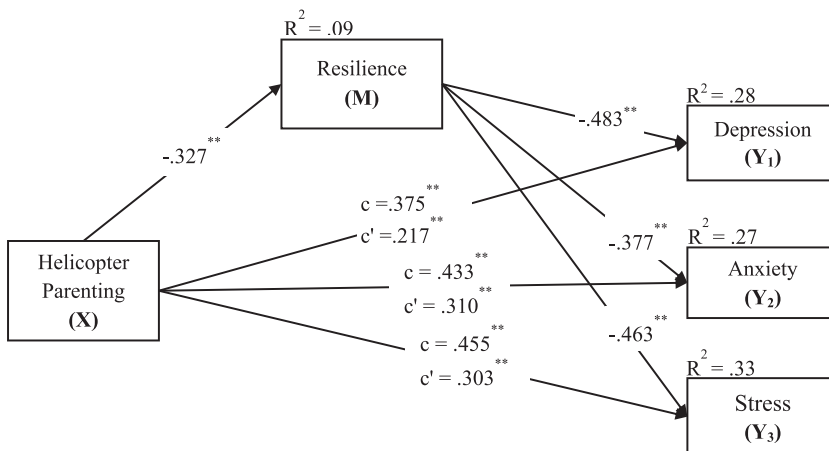 R² = .09
Resilience
(M)
R² = .28
Depression
(Y₁)
-.483**
-.327**
c =.375**
c' =.217**
Helicopter
Parenting
(X)
-.377**
R² = .27
Anxiety
(Y₂)
c = .433**
c' =.310**
-.463**
c = .455**
c' = .303**
R² = .33
Stress
(Y₃)